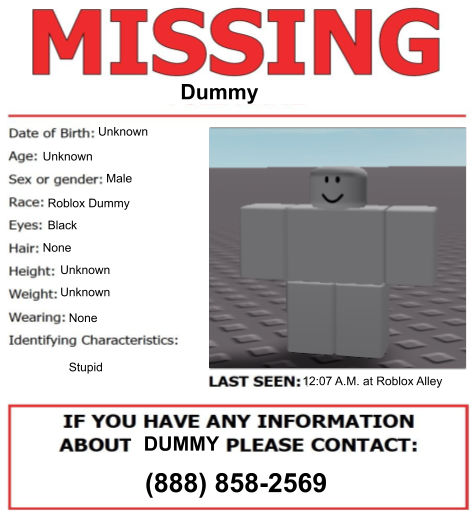 MISSING
Dummy
Date of Birth: Unknown
Age: Unknown
Sex or gender: Male
Race: Roblox Dummy
Eyes: Black
Hair: None
Height: Unknown
Weight: Unknown
Wearing: None
Identifying Characteristics:
Stupid
LAST SEEN: 12:07 A.M. at Roblox Alley
IF YOU HAVE ANY INFORMATION
ABOUT DUMMY PLEASE CONTACT:
(888) 858-2569